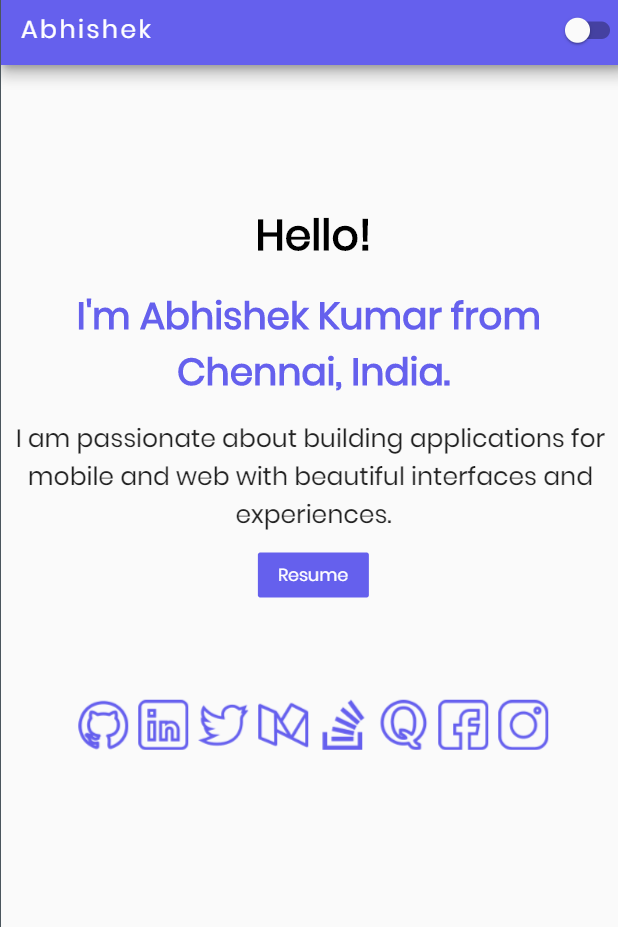 Abhishek
Hello!
I'm Abhishek Kumar from
Chennai, India.
I am passionate about building applications for
mobile and web with beautiful interfaces and
experiences.
Resume